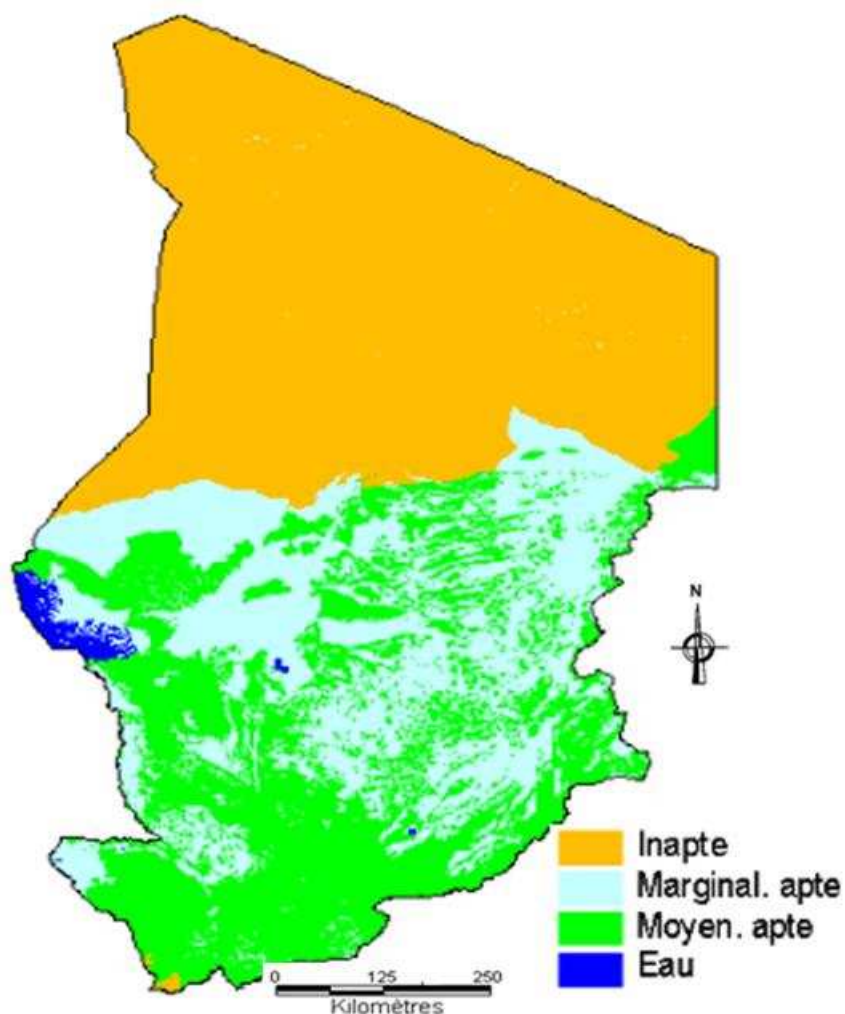 N
Inapte
Marginal. apte
Moyen. apte
Eau
0 125 250
Kilomètres